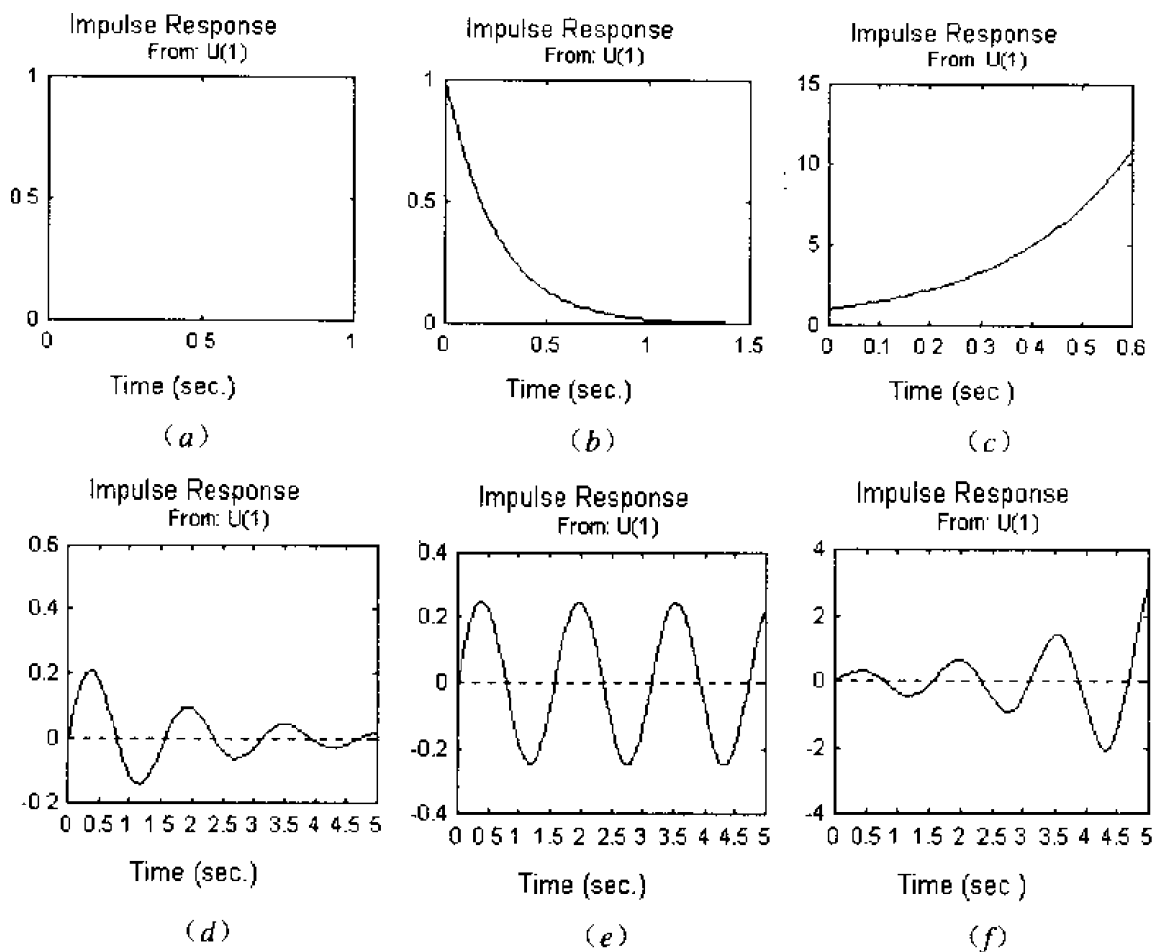 Impulse Response
From: U(1)
1
0 5
0
0
0.5
1
Time (sec.)
(a)
Impulse Response
From: U(1)
1
0.5
0
0
0.5
1
1.5
Time (sec.)
(b)
Impulse Response
From U(1)
15
10
5
0
0 0 1 0 2 0 3 0 4 0 5 0.6
Time (sec )
(c)
Impulse Response
From: U(1)
0.6
0.4
0.2
0
-0.2
0 0.5 1 1 5 2 2.5 3 3.5 4 4.5 5
Time (sec.)
(d)
Impulse Response
From: U(1)
0.4
0.2
0
-0.2
-0.4
0 0.5 1 1.5 2 2.5 3 3.5 4 4.5 5
Time (sec.)
(e)
Impulse Response
From: U(1)
4
2
0
-2
-4
0 0.5 1 1.5 2 2.5 3 3.5 4 4.5 5
Time (sec )
(f)